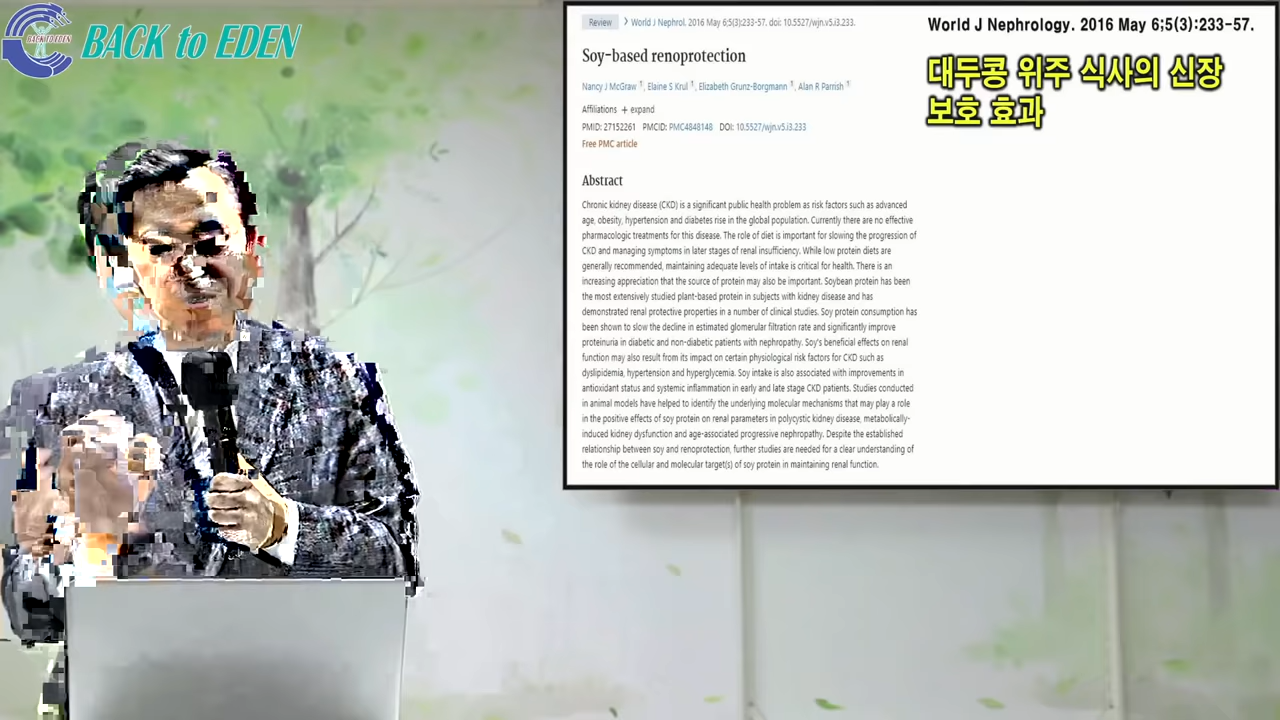 BACK to EDEN
BACK TO EDEN
Review
World J Nephrol. 2016 May 6;5(3):233-57. doi: 10.5527/wjn.v5.i3.233.
World J Nephrology. 2016 May 6;5(3):233-57.
Soy-based renoprotection
대두콩 위주 식사의 신장
보호 효과
Nancy J McGraw 1, Elaine S Krul 1, Elizabeth Grunz-Borgmann 1, Alan R Parrish 1
Affiliations + expand
PMID: 27152261 PMCID: PMC4848148 DOI: 10.5527/wjn.v5.i3.233
Free PMC article
Abstract
Chronic kidney disease (CKD) is a significant public health problem as risk factors such as advanced
age, obesity, hypertension and diabetes rise in the global population. Currently there are no effective
pharmacologic treatments for this disease. The role of diet is important for slowing the progression of
CKD and managing symptoms in later stages of renal insufficiency. While low protein diets are
generally recommended, maintaining adequate levels of intake is critical for health. There is an
increasing appreciation that the source of protein may also be important. Soybean protein has been
the most extensively studied plant-based protein in subjects with kidney disease and has
demonstrated renal protective properties in a number of clinical studies. Soy protein consumption has
been shown to slow the decline in estimated glomerular filtration rate and significantly improve
proteinuria in diabetic and non-diabetic patients with nephropathy. Soy's beneficial effects on renal
function may also result from its impact on certain physiological risk factors for CKD such as
dyslipidemia, hypertension and hyperglycemia. Soy intake is also associated with improvements in
antioxidant status and systemic inflammation in early and late stage CKD patients. Studies conducted
in animal models have helped to identify the underlying molecular mechanisms that may play a role
in the positive effects of soy protein on renal parameters in polycystic kidney disease, metabolically-
induced kidney dysfunction and age-associated progressive nephropathy. Despite the established
relationship between soy and renoprotection, further studies are needed for a clear understanding of
the role of the cellular and molecular target(s) of soy protein in maintaining renal function.